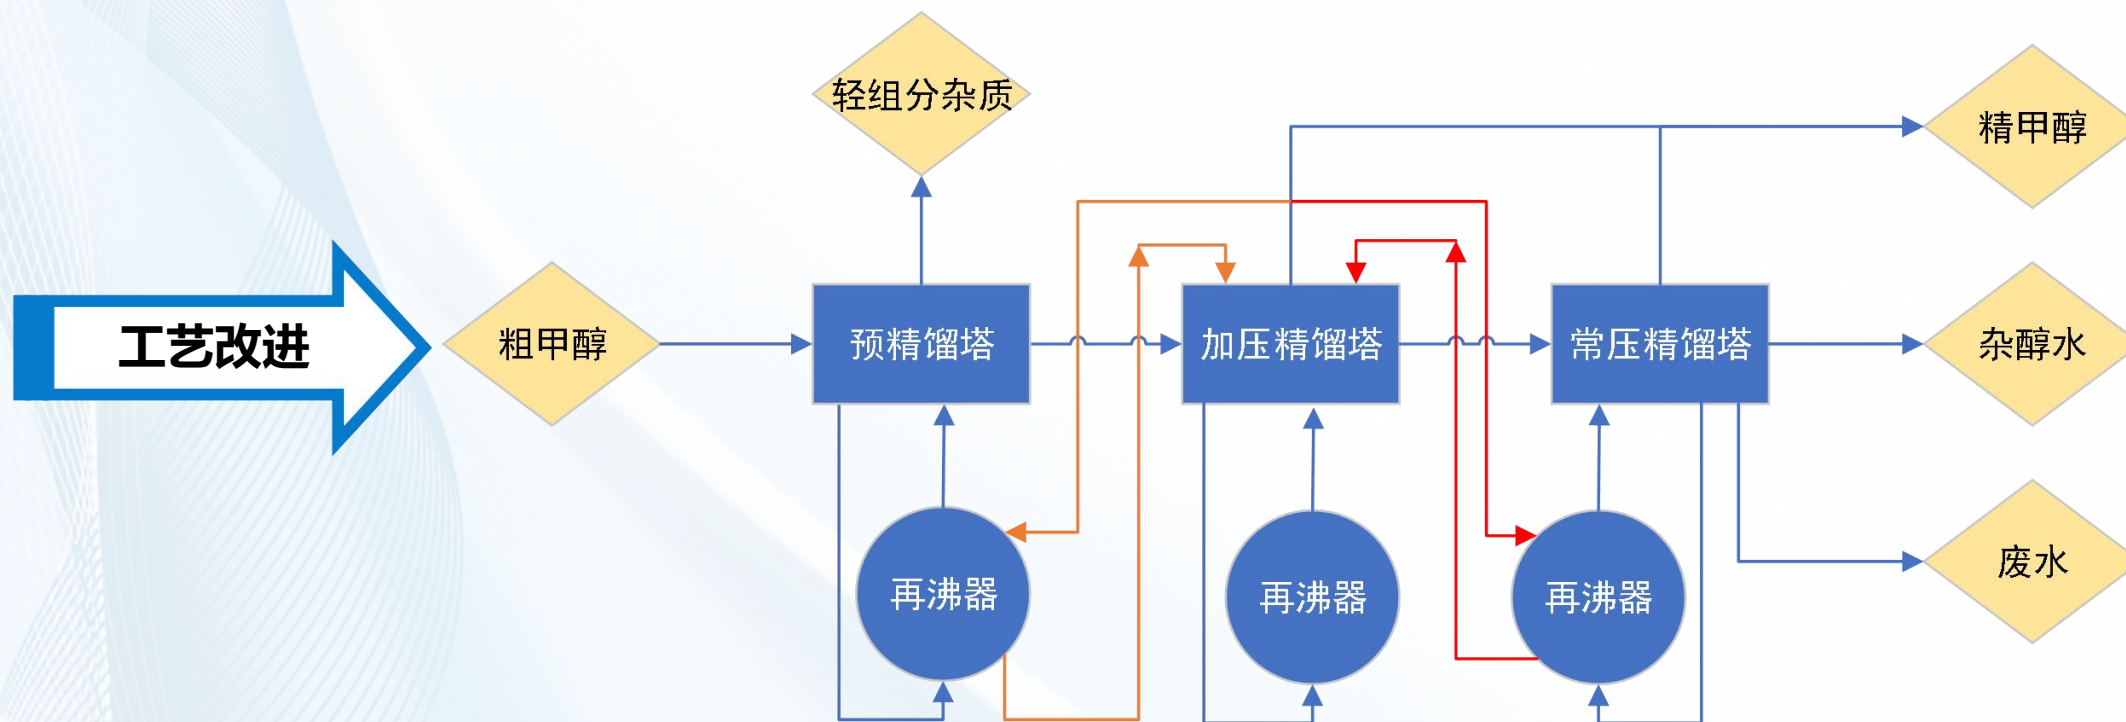 轻组分杂质
精甲醇
工艺改进
粗甲醇
预精馏塔
加压精馏塔
常压精馏塔
杂醇水
再沸器
再沸器
再沸器
废水